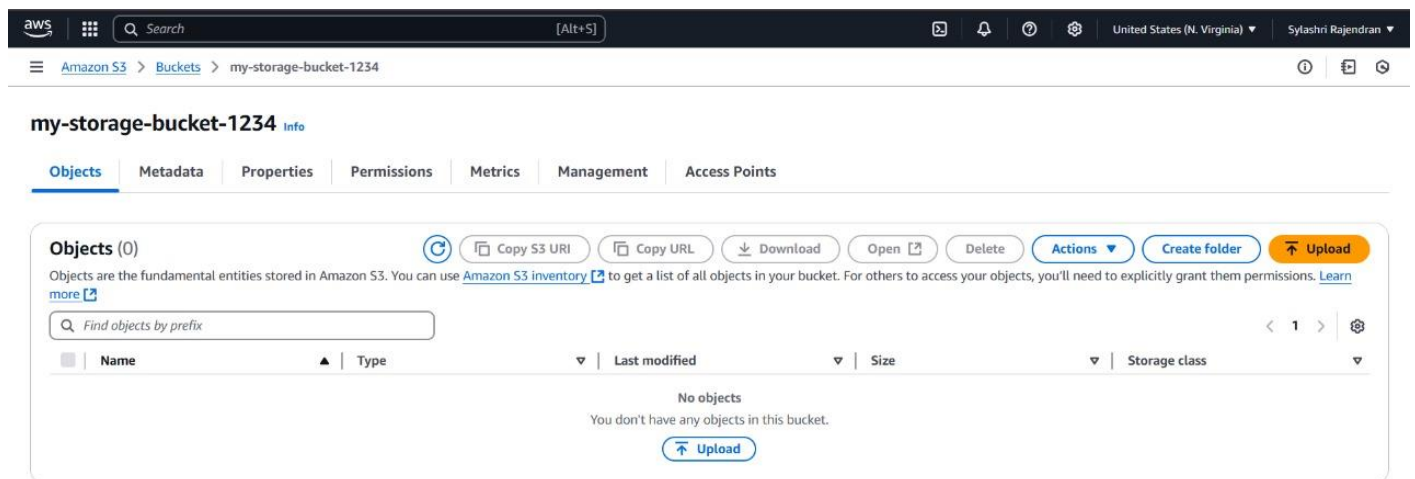 aws Search [Alt+S] United States (N. Virginia) Sylashri Rajendran
Amazon S3 > Buckets > my-storage-bucket-1234
my-storage-bucket-1234 Info
Objects Metadata Properties Permissions Metrics Management Access Points
Objects (0) Copy S3 URI Copy URL Download Open Delete Actions Create folder Upload
Objects are the fundamental entities stored in Amazon S3. You can use Amazon S3 inventory to get a list of all objects in your bucket. For others to access your objects, you'll need to explicitly grant them permissions. Learn
more
Find objects by prefix 1
Name Type Last modified Size Storage class
No objects
You don't have any objects in this bucket.
Upload